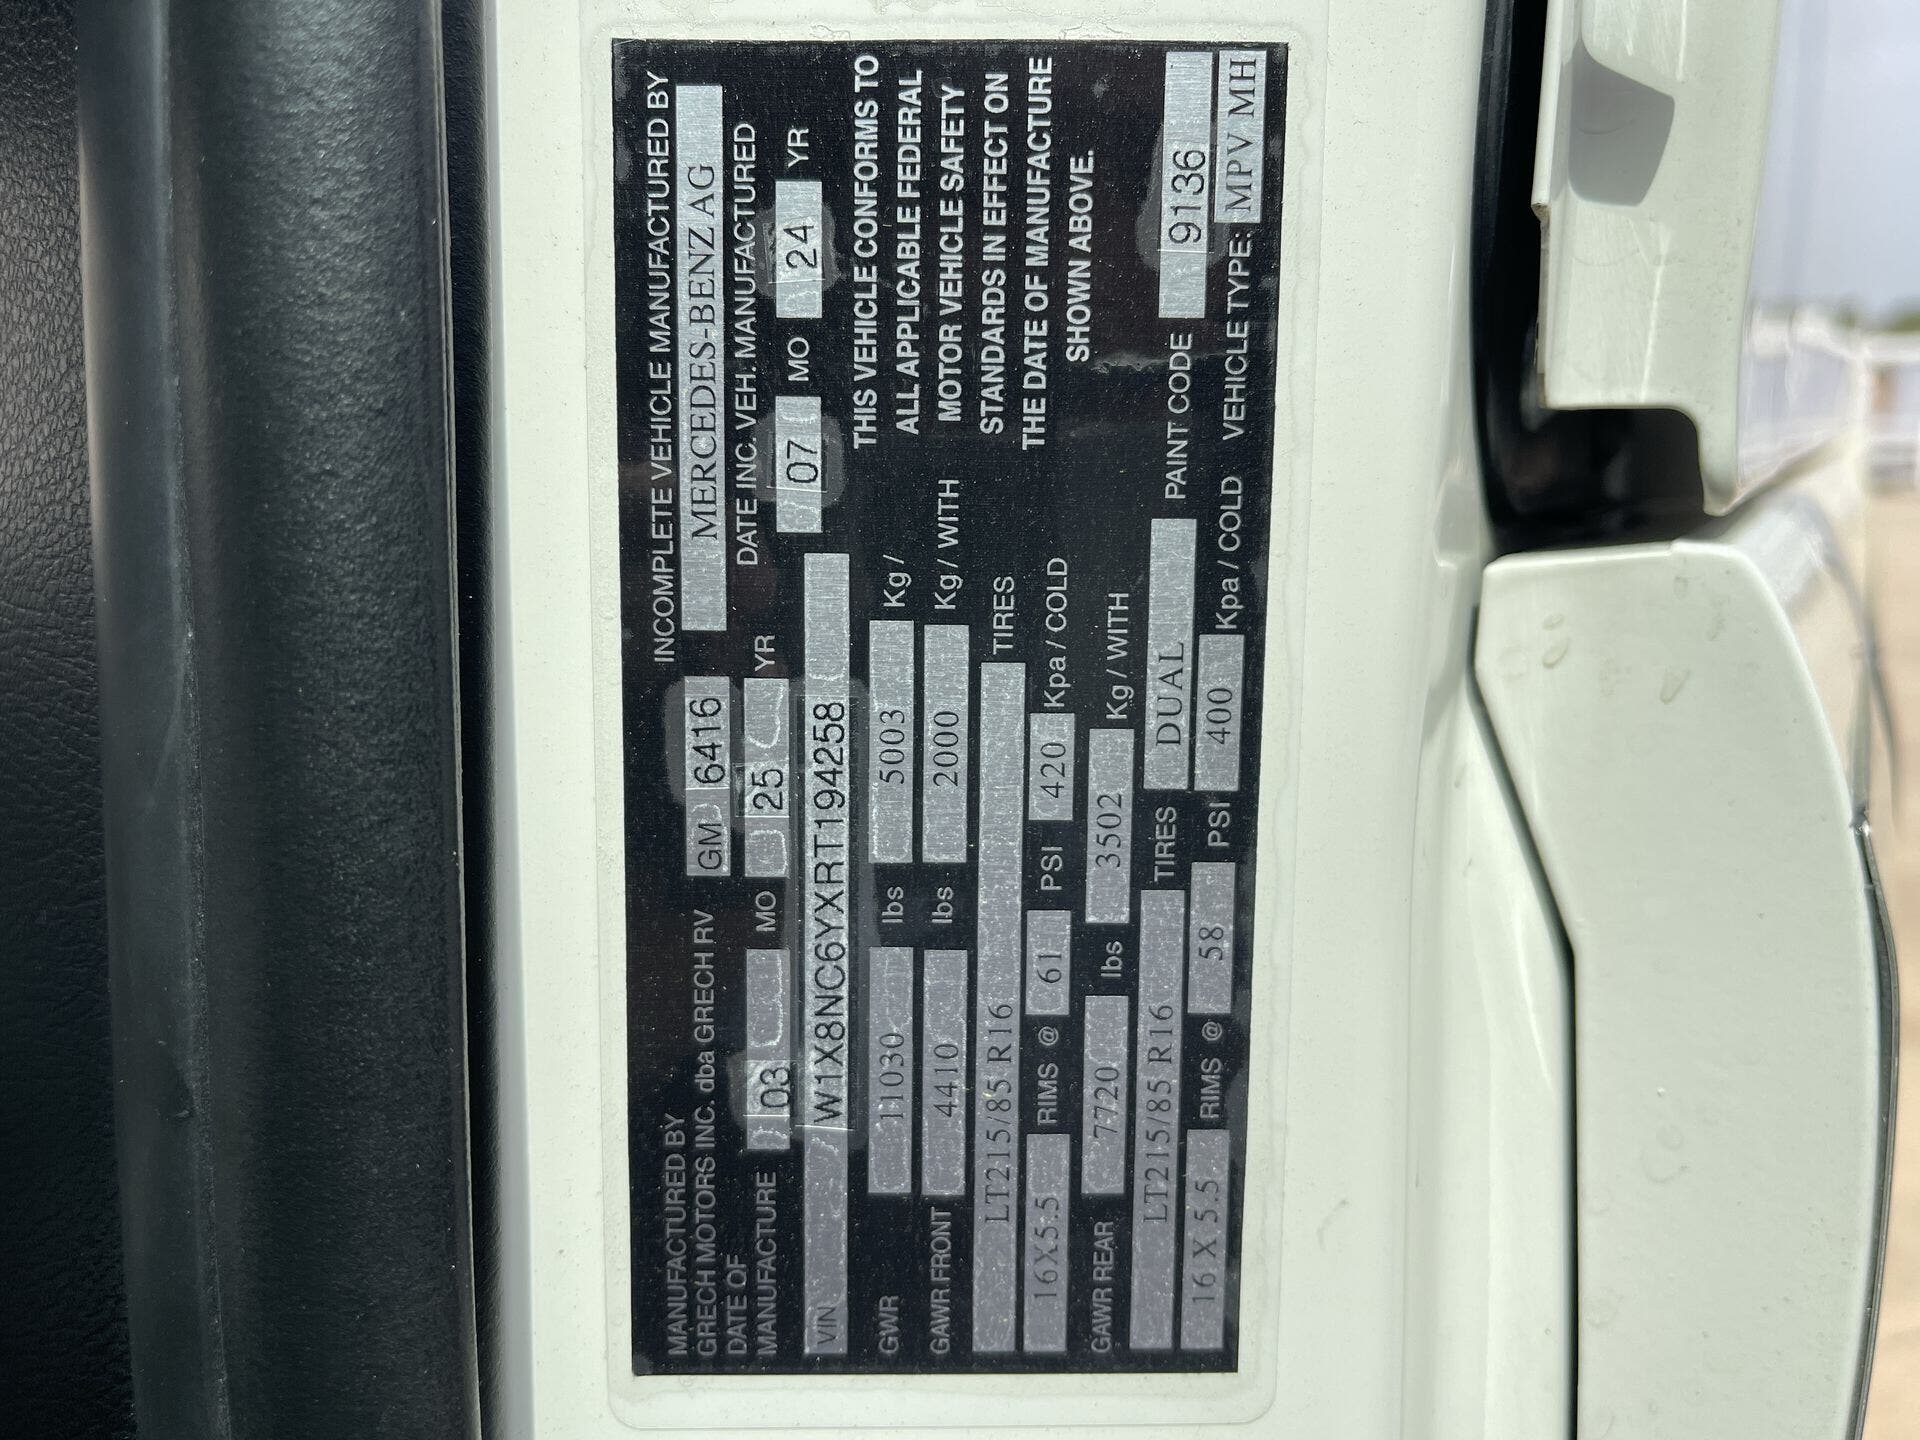 MANUFACTURED BY
GRECH MOTORS INC. dba GRECH RV
GM 6416
INCOMPLETE VEHICLE MANUFACTURED BY
MERCEDES-BENZ AG
DATE OF
MANUFACTURE 03 MO 25 YR
DATE INC. VEH. MANUFACTURED
07 MO 24 YR
VIN W1X8NC6YXRT194258
GWR 11030 lbs 5003 Kg /
GAWR FRONT 4410 lbs 2000 Kg / WITH
LT215/85 R16 TIRES
16X5.5 RIMS @ 61 PSI 420 Kpa / COLD
GAWR REAR 7720 lbs 3502 Kg / WITH
LT215/85 R16 TIRES DUAL
16 X 5.5 RIMS @ 58 PSI 400 Kpa / COLD
THIS VEHICLE CONFORMS TO
ALL APPLICABLE FEDERAL
MOTOR VEHICLE SAFETY
STANDARDS IN EFFECT ON
THE DATE OF MANUFACTURE
SHOWN ABOVE.
PAINT CODE 9136
VEHICLE TYPE: MPV MH